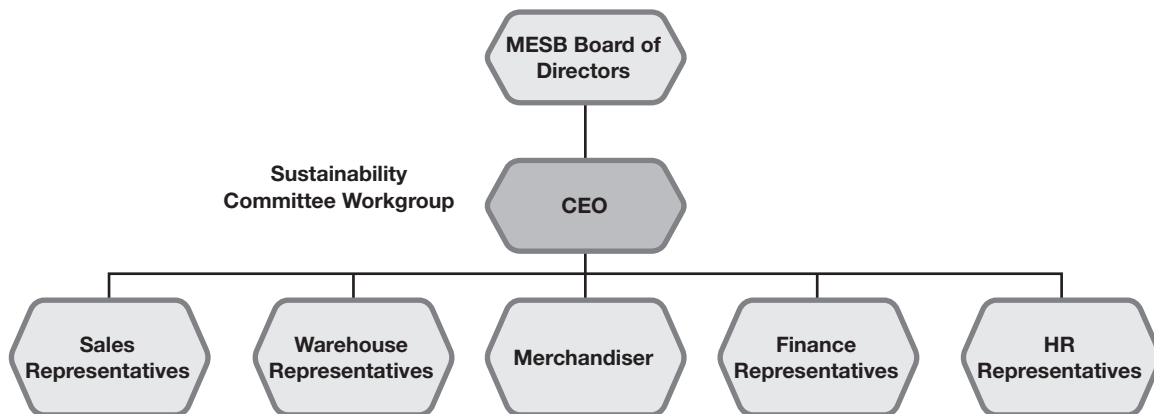 MESB Board of
Directors
Sustainability
Committee Workgroup
CEO
Sales
Representatives
Warehouse
Representatives
Merchandiser
Finance
Representatives
HR
Representatives